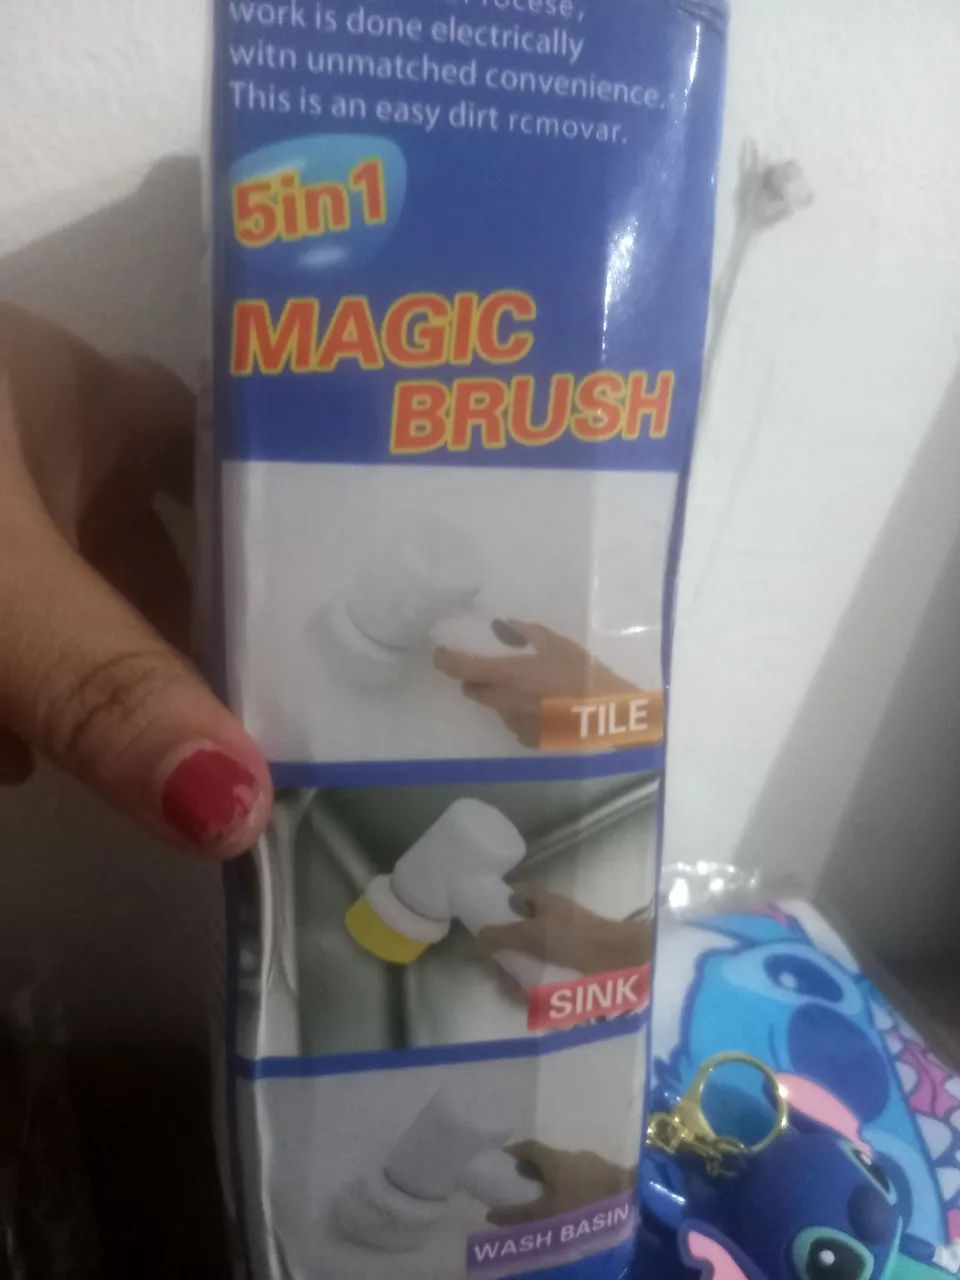 work is done electrically
witn unmatched convenience.
This is an easy dirt rcmovar.
5in1
MAGIC
BRUSH
TILE
SINK
WASH BASIN